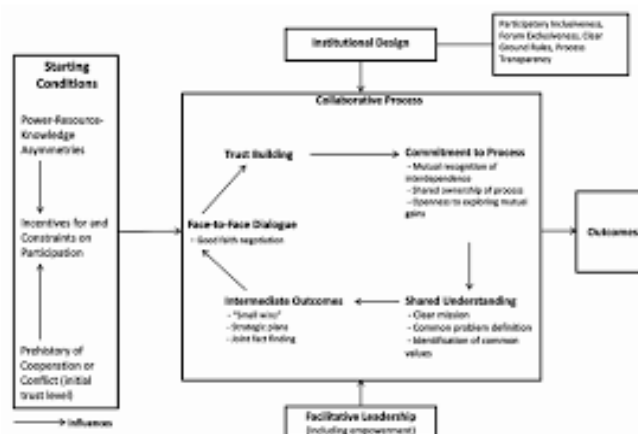 Institutional Design
Participatory Inclusiveness,
Forum Exclusiveness, Clear
Ground Rules, Process
Transparency
Starting
Conditions
Power-Resource-
Knowledge
Asymmetries
Incentives for and
Constraints on
Participation
Prehistory of
Cooperation or
Conflict (initial
trust level)
Influences
Collaborative Process
Trust Building
Commitment to Process
- Mutual recognition of
interdependence
- Shared ownership of process
- Openness to exploring mutual
gains
Face-to-Face Dialogue
- Good faith negotiation
Intermediate Outcomes
- "Small wins"
- Strategic plans
- Joint fact finding
Shared Understanding
- Clear mission
- Common problem definition
- Identification of common
values
Outcomes
Facilitative Leadership
(including empowerment)